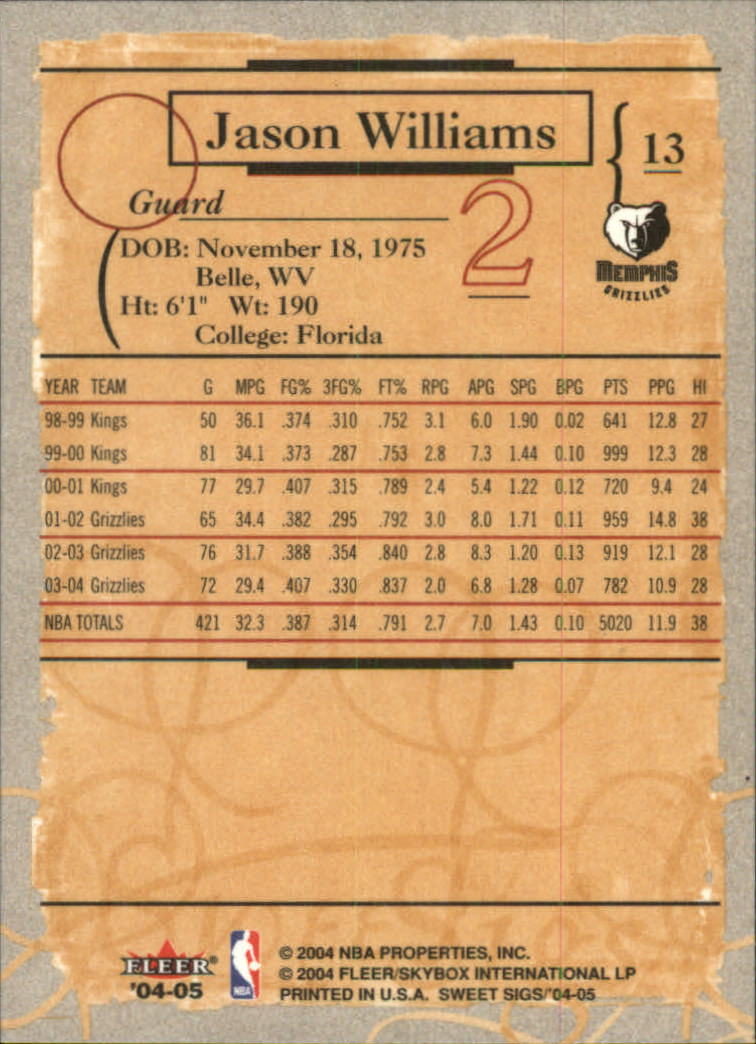 Jason Williams
13
Guard
2
DOB: November 18, 1975
Belle, WV
Ht: 6'1" Wt: 190
College: Florida
MEMPHIS
GRIZZLIES
YEAR TEAM G MPG FG% 3FG% FT% RPG APG SPG BPG PTS PPG HI
98-99 Kings 50 36.1 .374 .310 .752 3.1 6.0 1.90 0.02 641 12.8 27
99-00 Kings 81 34.1 .373 .287 .753 2.8 7.3 1.44 0.10 999 12.3 28
00-01 Kings 77 29.7 .407 .315 .789 2.4 5.4 1.22 0.12 720 9.4 24
01-02 Grizzlies 65 34.4 .382 .295 .792 3.0 8.0 1.71 0.11 959 14.8 38
02-03 Grizzlies 76 31.7 .388 .354 .840 2.8 8.3 1.20 0.13 919 12.1 28
03-04 Grizzlies 72 29.4 .407 .330 .837 2.0 6.8 1.28 0.07 782 10.9 28
NBA TOTALS 421 32.3 .387 .314 .791 2.7 7.0 1.43 0.10 5020 11.9 38
FLEER®
'04-05
NBA
© 2004 NBA PROPERTIES, INC.
© 2004 FLEER/SKYBOX INTERNATIONAL LP
PRINTED IN U.S.A. SWEET SIGS/'04-05